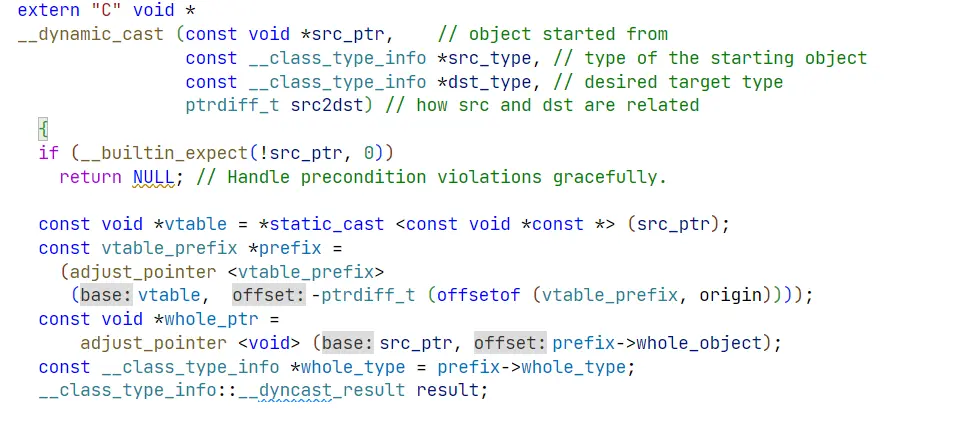 extern "C" void *
__dynamic_cast (const void *src_ptr,    // object started from
                const __class_type_info *src_type, // type of the starting object
                const __class_type_info *dst_type, // desired target type
                ptrdiff_t src2dst) // how src and dst are related
  {
  if (__builtin_expect(!src_ptr, 0))
    return NULL; // Handle precondition violations gracefully.

  const void *vtable = *static_cast <const void *const *> (src_ptr);
  const vtable_prefix *prefix =
    (adjust_pointer <vtable_prefix>
     (base: vtable,  offset: -ptrdiff_t (offsetof (vtable_prefix, origin))));
  const void *whole_ptr =
      adjust_pointer <void> (base: src_ptr, offset: prefix->whole_object);
  const __class_type_info *whole_type = prefix->whole_type;
  __class_type_info::__dyncast_result result;